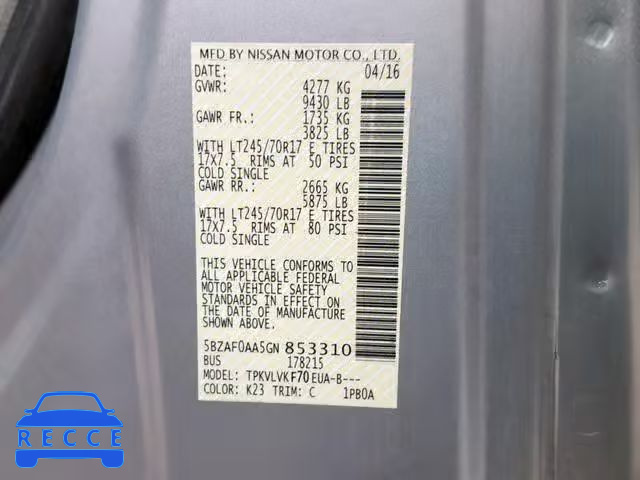 MFD BY NISSAN MOTOR CO., LTD.
DATE: 04/16
GVWR: 4277 KG
9430 LB
GAWR FR.: 1735 KG
3825 LB
WITH LT245/70R17 E TIRES
17X7.5 RIMS AT 50 PSI
COLD SINGLE
GAWR RR.: 2665 KG
5875 LB
WITH LT245/70R17 E TIRES
17X7.5 RIMS AT 80 PSI
COLD SINGLE
THIS VEHICLE CONFORMS TO
ALL APPLICABLE FEDERAL
MOTOR VEHICLE SAFETY
STANDARDS IN EFFECT ON
THE DATE OF MANUFACTURE
SHOWN ABOVE.
5BZAF0AA5GN 853310
BUS 178215
MODEL: TPKVLVKF70EUA-B---
COLOR: K23 TRIM: C 1PB0A
RECCE